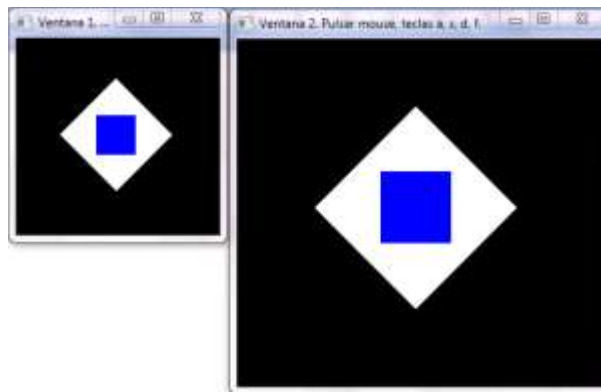 Ventana 1. ...
Ventana 2. Pulsar mouse, teclas a, s, d, f.